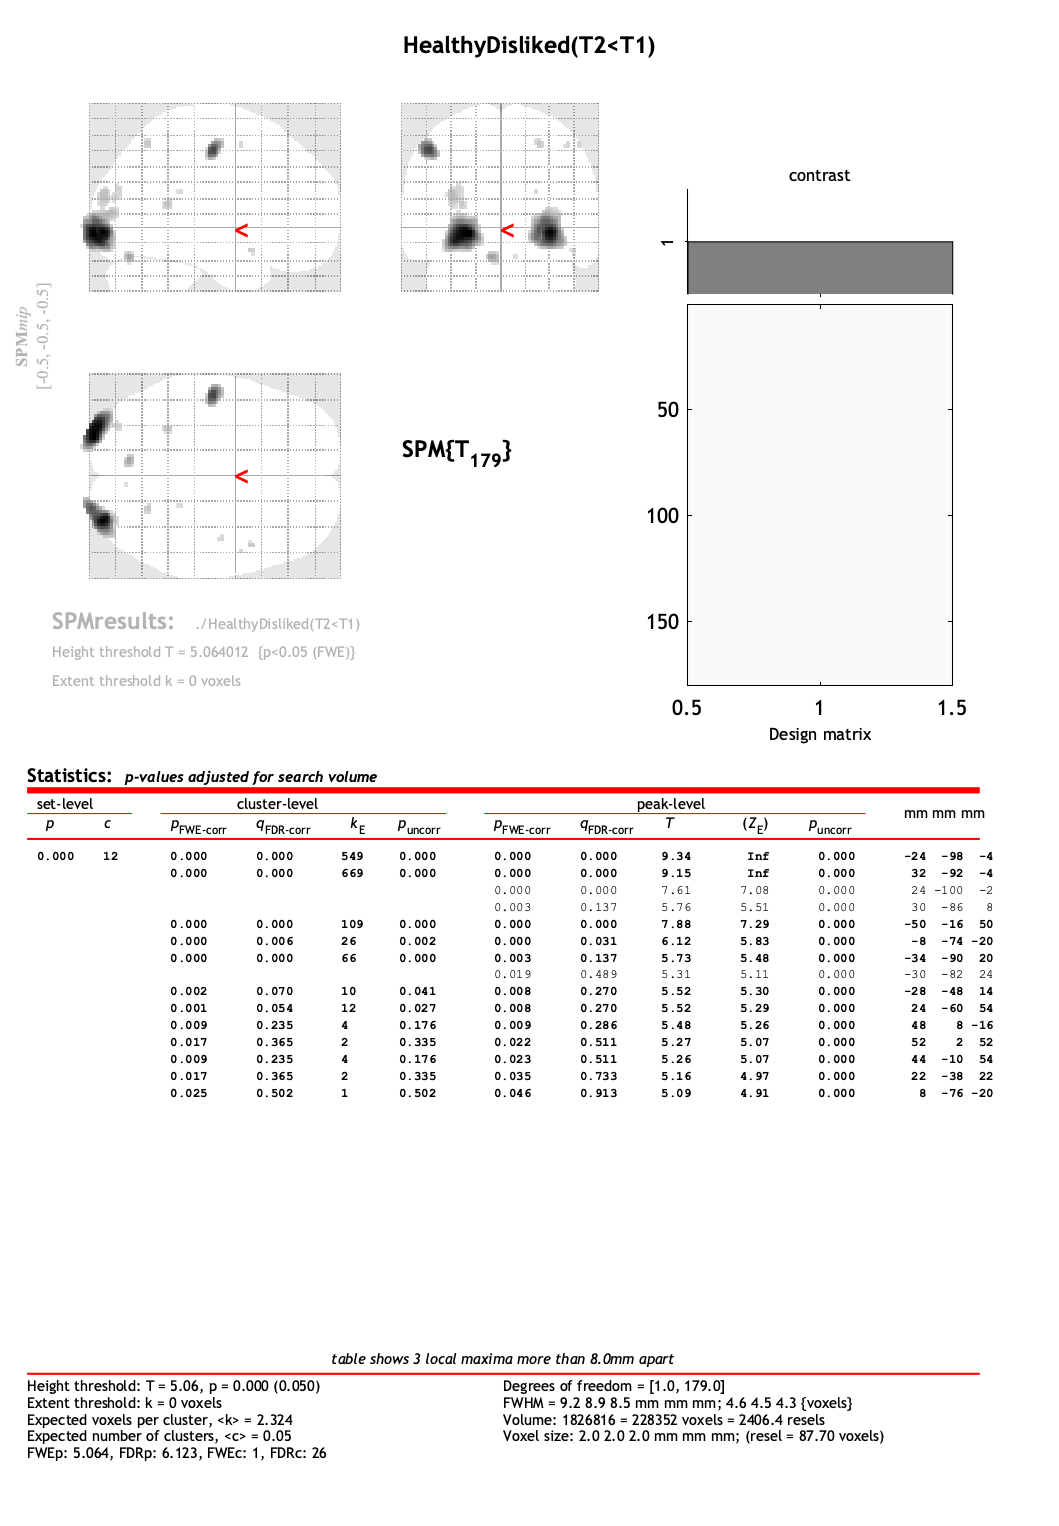 HealthyDisliked(T2<T1)
<
<
SPMmip
[-0.5, -0.5, -0.5]
<
SPM{T179}
contrast
1
50
100
150
0.5 1 1.5
Design matrix
SPMresults: ./HealthyDisliked(T2<T1)
Height threshold T = 5.064012 {p<0.05 (FWE)}
Extent threshold k = 0 voxels
Statistics: p-values adjusted for search volume
set-level cluster-level peak-level mm mm mm
p c pFWE-corr qFDR-corr kE puncorr pFWE-corr qFDR-corr T (ZE) puncorr
0.000 12 0.000 0.000 549 0.000 0.000 0.000 9.34 Inf 0.000 -24 -98 -4
0.000 0.000 669 0.000 0.000 0.000 9.15 Inf 0.000 32 -92 -4
0.000 0.000 7.61 7.08 0.000 24 -100 -2
0.003 0.137 5.76 5.51 0.000 30 -86 8
0.000 0.000 109 0.000 0.000 0.000 7.88 7.29 0.000 -50 -16 50
0.000 0.006 26 0.002 0.000 0.031 6.12 5.83 0.000 -8 -74 -20
0.000 0.000 66 0.000 0.003 0.137 5.73 5.48 0.000 -34 -90 20
0.019 0.489 5.31 5.11 0.000 -30 -82 24
0.002 0.070 10 0.041 0.008 0.270 5.52 5.30 0.000 -28 -48 14
0.001 0.054 12 0.027 0.008 0.270 5.52 5.29 0.000 24 -60 54
0.009 0.235 4 0.176 0.009 0.286 5.48 5.26 0.000 48 8 -16
0.017 0.365 2 0.335 0.022 0.511 5.27 5.07 0.000 52 2 52
0.009 0.235 4 0.176 0.023 0.511 5.26 5.07 0.000 44 -10 54
0.017 0.365 2 0.335 0.035 0.733 5.16 4.97 0.000 22 -38 22
0.025 0.502 1 0.502 0.046 0.913 5.09 4.91 0.000 8 -76 -20
table shows 3 local maxima more than 8.0mm apart
Height threshold: T = 5.06, p = 0.000 (0.050)
Extent threshold: k = 0 voxels
Expected voxels per cluster, <k> = 2.324
Expected number of clusters, <c> = 0.05
FWEp: 5.064, FDRp: 6.123, FWEc: 1, FDRc: 26
Degrees of freedom = [1.0, 179.0]
FWHM = 9.2 8.9 8.5 mm mm mm; 4.6 4.5 4.3 {voxels}
Volume: 1826816 = 228352 voxels = 2406.4 resels
Voxel size: 2.0 2.0 2.0 mm mm mm; (resel = 87.70 voxels)